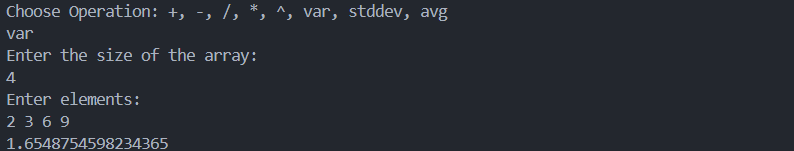 Choose Operation: +, -, /, *, ^, var, stddev, avg
var
Enter the size of the array:
4
Enter elements:
2 3 6 9
1.6548754598234365